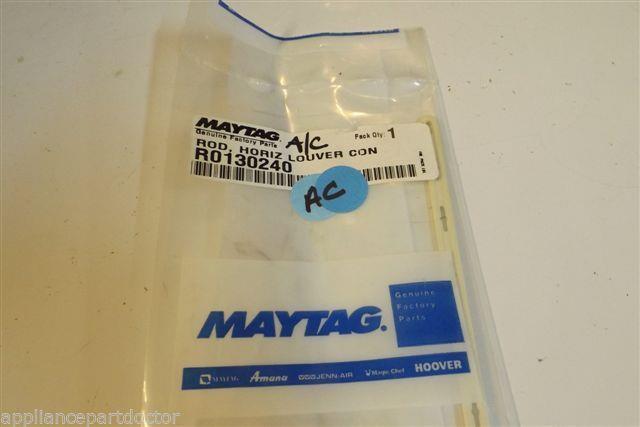 MAYTAG. A/C Pack Qty: 1
Genuine Factory Parts
ROD, HORIZ LOUVER CON
R0130240
AC
MAYTAG.
Genuine
Factory
Parts
MAYTAG Amana JENN-AIR Magic Chef HOOVER
appliancepartdoctor